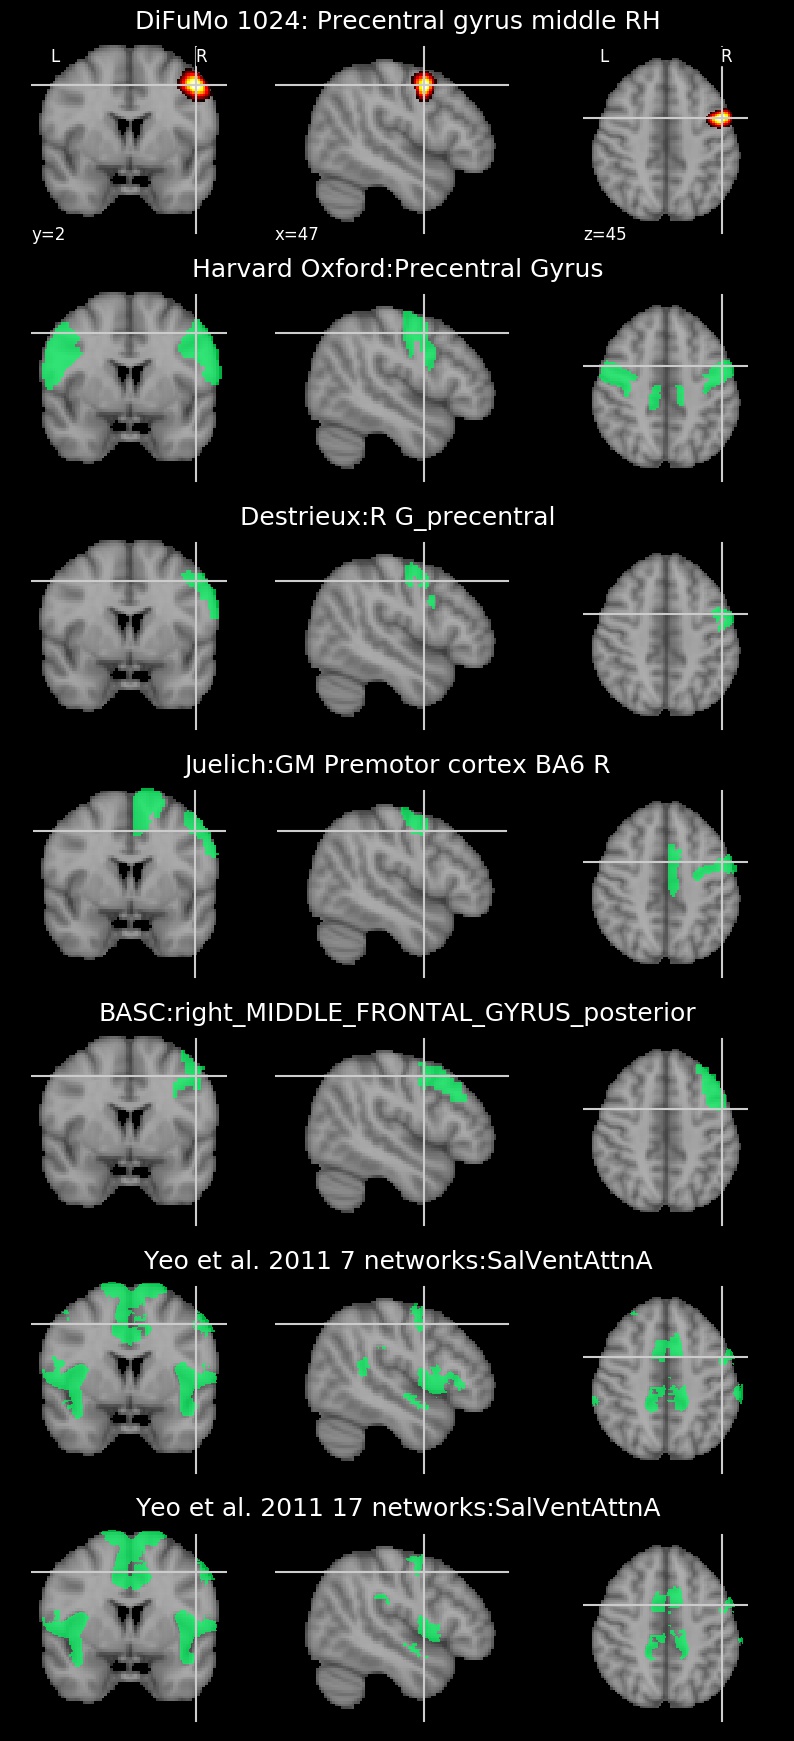 DiFuMo 1024: Precentral gyrus middle RH
L R L R
y=2 x=47 z=45
Harvard Oxford:Precentral Gyrus
Destrieux:R G_precentral
Juelich:GM Premotor cortex BA6 R
BASC:right_MIDDLE_FRONTAL_GYRUS_posterior
Yeo et al. 2011 7 networks:SalVentAttnA
Yeo et al. 2011 17 networks:SalVentAttnA